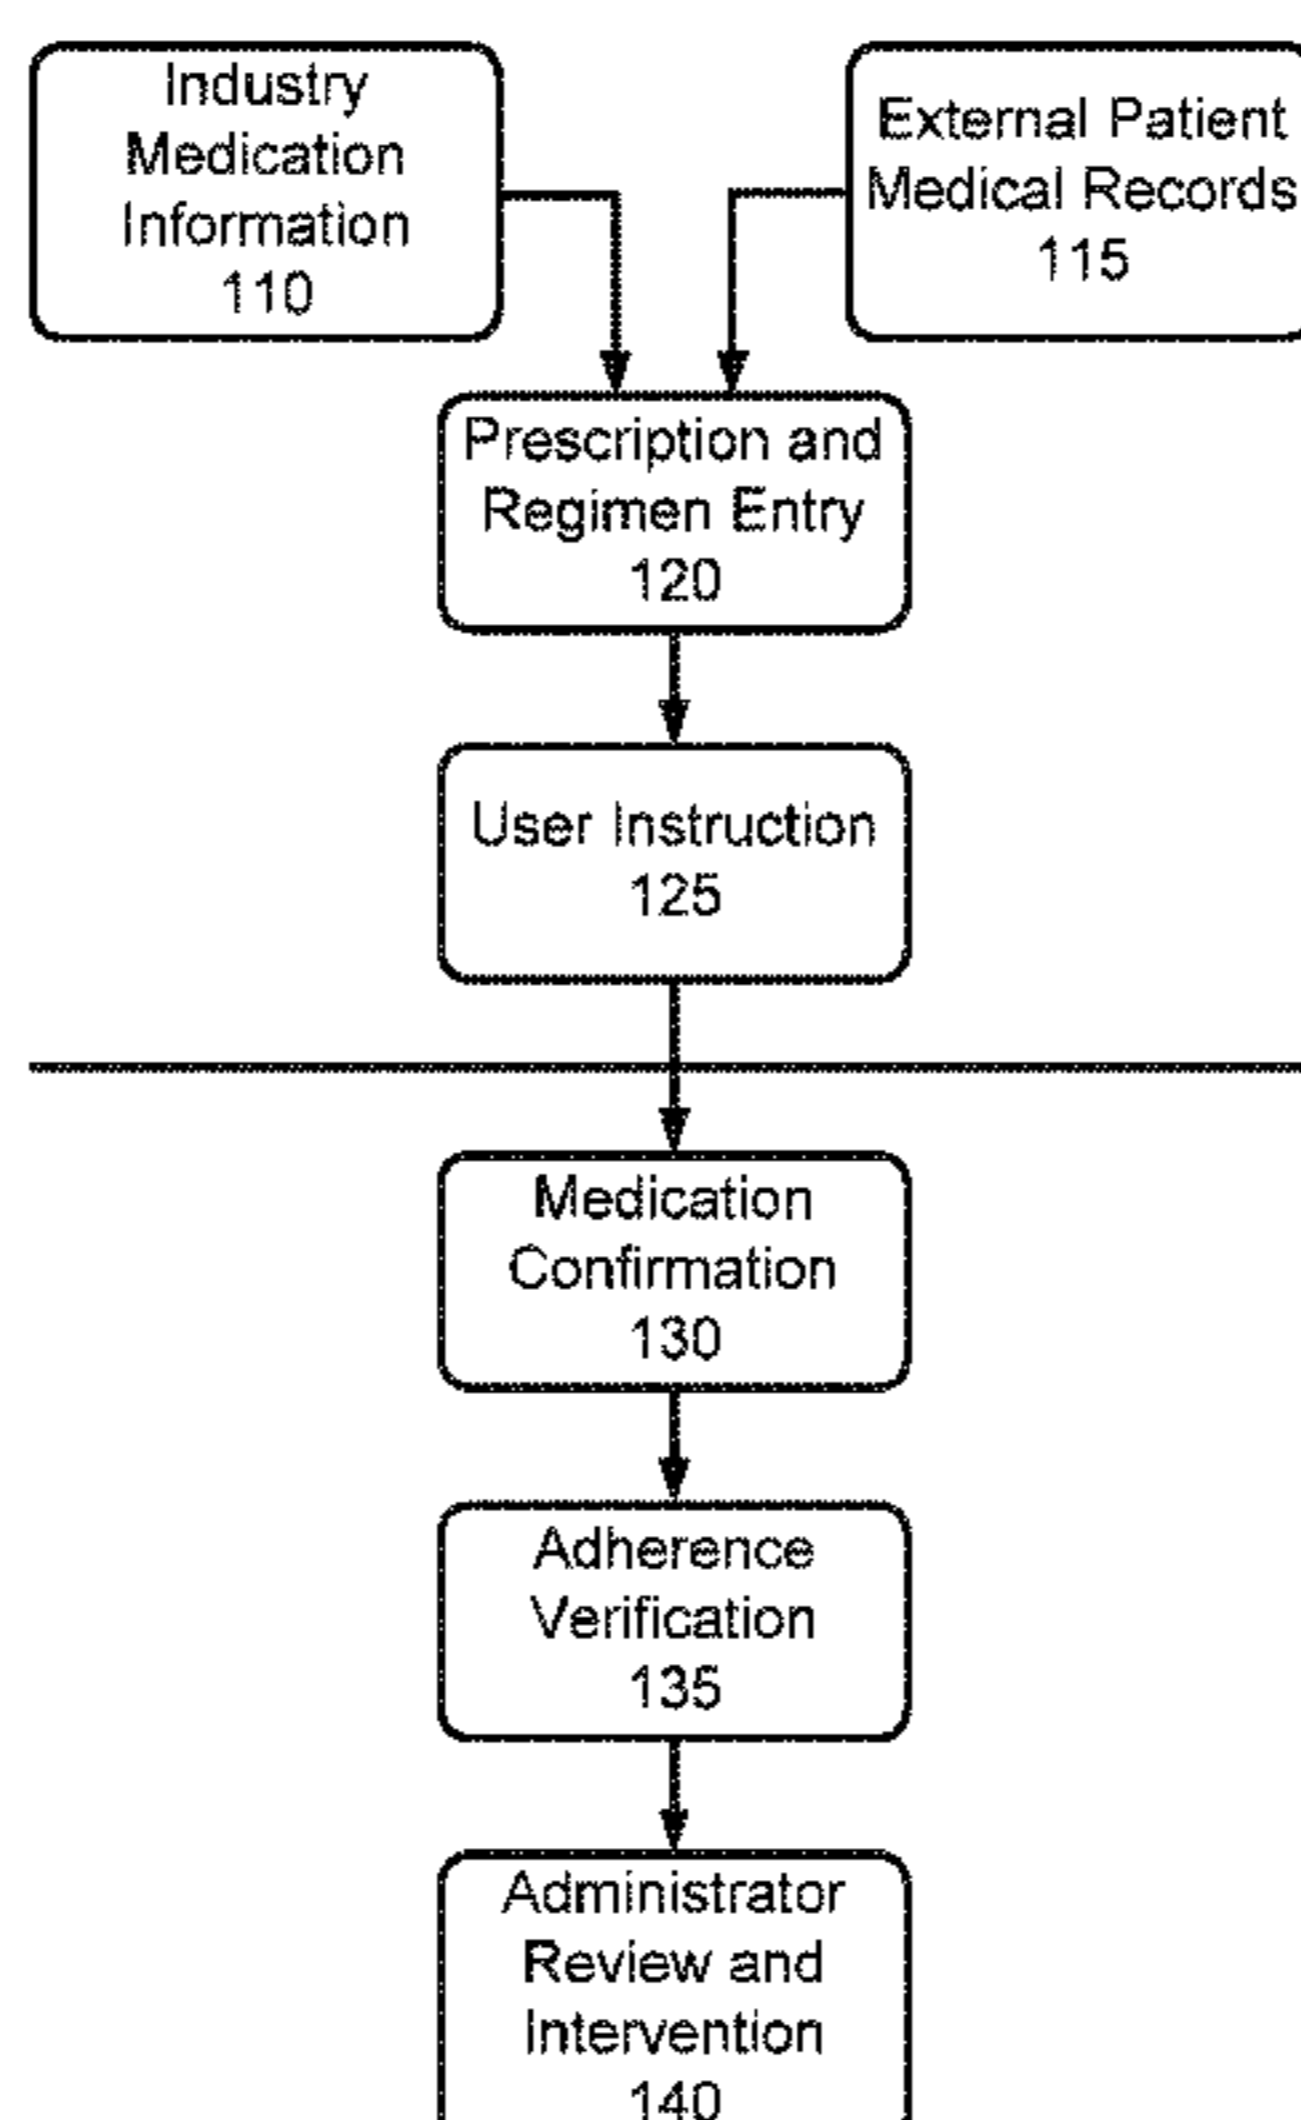 Industry
Medication
Information
110
External Patient
Medical Records
115
Prescription and
Regimen Entry
120
User Instruction
125
Medication
Confirmation
130
Adherence
Verification
135
Administrator
Review and
Intervention
140